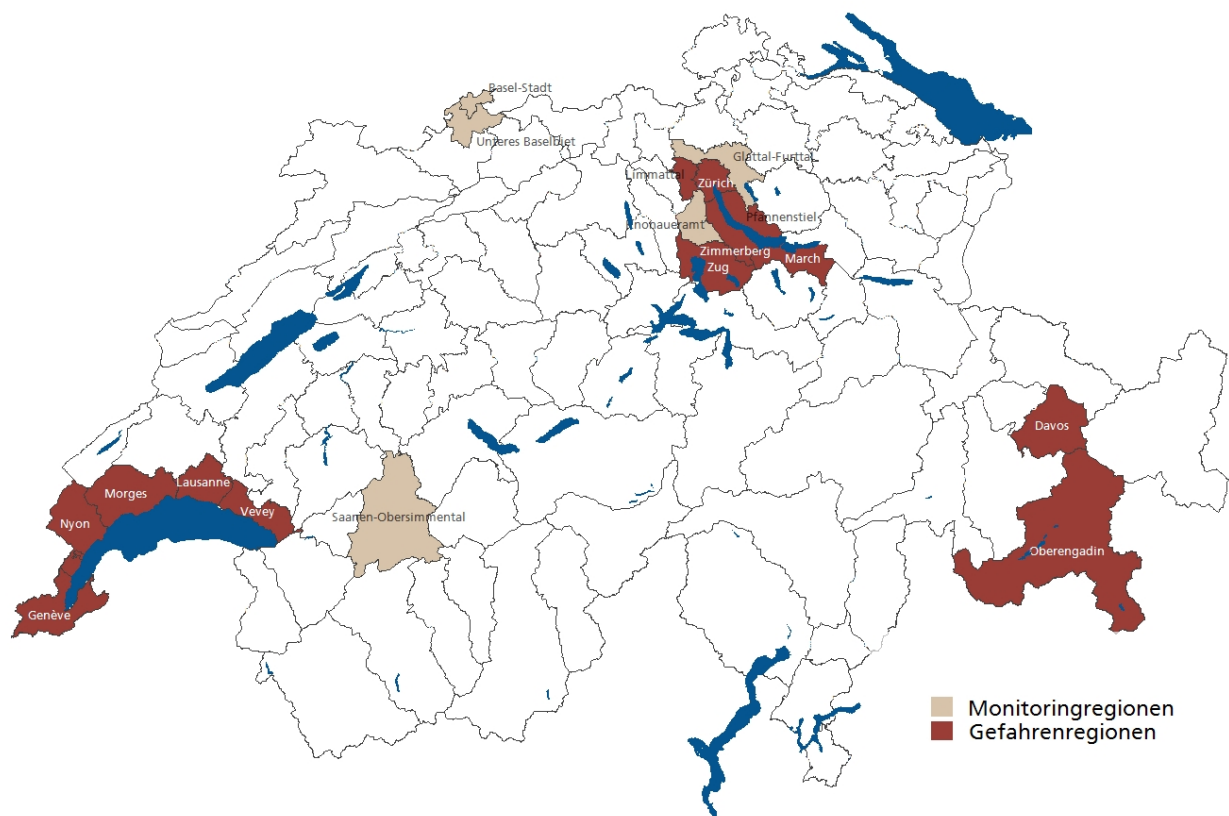 Basel-Stadt
Unteres Baselbiet
Glattal-Furttal
Limmattal
Zürich
Pfannenstiel
Knonaueramt
Zimmerberg
Zug
March
Davos
Lausanne
Morges
Vevey
Nyon
Saanen-Obersimmental
Oberengadin
Genève
Monitoringregionen
Gefahrenregionen